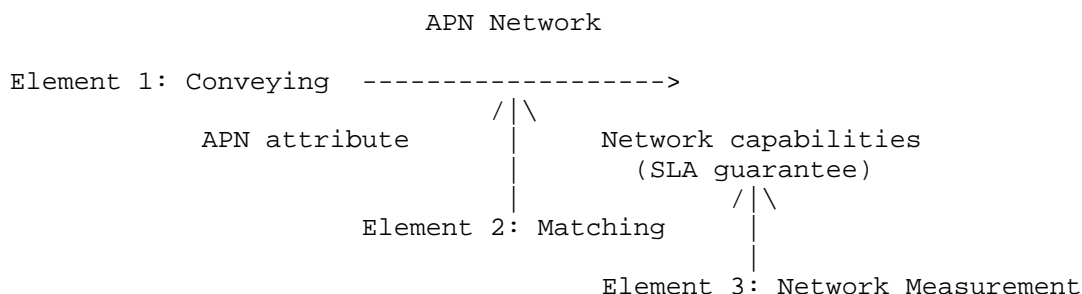 APN Network
Element 1: Conveying ------------------->
/|\
APN attribute | Network capabilities
| (SLA guarantee)
| /|\
Element 2: Matching |
|
Element 3: Network Measurement